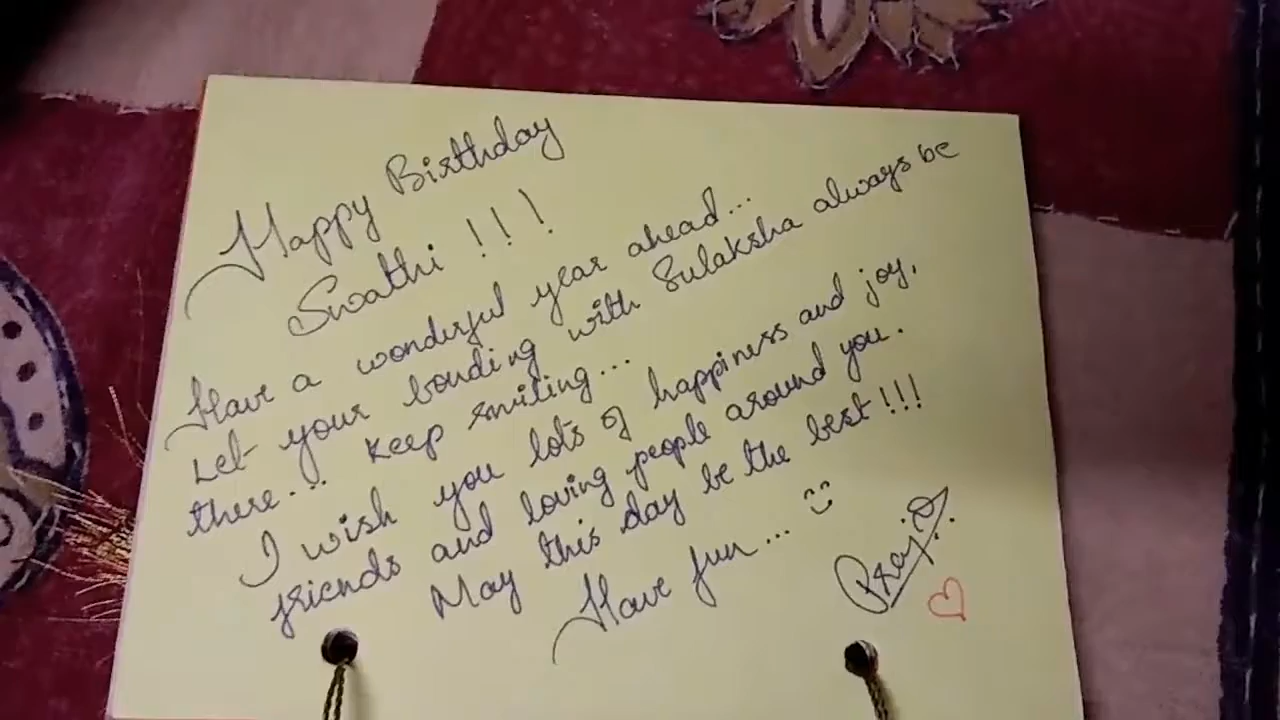 Happy Birthday
Swathi !!!
Have a wonderful year ahead...
Let your bonding with Sulaksha always be
there... keep smiling...
I wish you lots of happiness and joy,
friends and loving people around you.
May this day be the best!!!
Have fun...